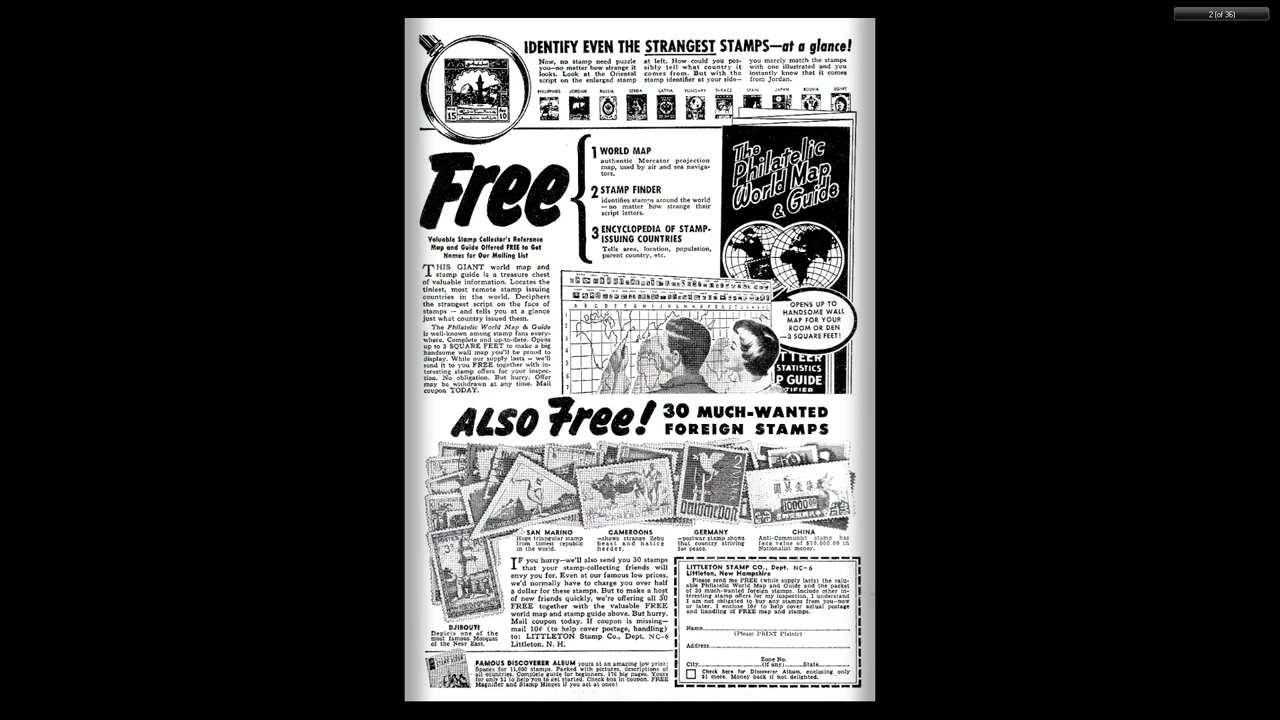 2 (of 36)
IDENTIFY EVEN THE STRANGEST STAMPS—at a glance!
Now, no stamp need puzzle
you—no matter how strange it
looks. Look at the Oriental
script on the enlarged stamp
at left. How could you pos-
sibly tell what country it
comes from. But with the
stamp identifier at your side—
you merely match the stamps
with one illustrated and you
instantly know that it comes
from Jordan.
PHILIPPINES JORDAN RUSSIA SERBIA LATVIA HUNGARY THRACE SPAIN JAPAN BOLIVIA EGYPT
15 10
Free
1 WORLD MAP
authentic Mercator projection
map, used by air and sea naviga-
tors.
2 STAMP FINDER
identifies stamps around the world
—no matter how strange their
script letters.
3 ENCYCLOPEDIA OF STAMP-
ISSUING COUNTRIES
Tells area, location, population,
parent country, etc.
The
Philatelic
World Map
& Guide
Valuable Stamp Collector's Reference
Map and Guide Offered FREE to Get
Names for Our Mailing List
THIS GIANT world map and
stamp guide is a treasure chest
of valuable information. Locates the
tiniest, most remote stamp issuing
countries in the world. Deciphers
the strangest script on the face of
stamps — and tells you at a glance
just what country issued them.
The Philatelic World Map & Guide
is well-known among stamp fans every-
where. Complete and up-to-date. Opens
up to 3 SQUARE FEET to make a big
handsome wall map you'll be proud to
display. While our supply lasts — we'll
send it to you FREE together with in-
teresting stamp offers for your inspec-
tion. No obligation. But hurry. Offer
may be withdrawn at any time. Mail
coupon TODAY.
OPENS UP TO
HANDSOME WALL
MAP FOR YOUR
ROOM OR DEN
—3 SQUARE FEET!
TTEER
STATISTICS
P GUIDE
TIFIER
ALSO Free! 30 MUCH-WANTED
FOREIGN STAMPS
SAN MARINO
Huge triangular stamp
from tiniest republic
in the world.
CAMEROONS
—shows strange Zebu
beast and native
herder.
GERMANY
—postwar stamp shows
that country striving
for peace.
CHINA
Anti-Communist stamp has
face value of $10,000.00 in
Nationalist money.
DJIBOUTI
Depicts one of the
most famous Mosques
of the Near East.
IF you hurry—we'll also send you 30 stamps
that your stamp-collecting friends will
envy you for. Even at our famous low prices,
we'd normally have to charge you over half
a dollar for these stamps. But to make a host
of new friends quickly, we're offering all 30
FREE together with the valuable FREE
world map and stamp guide above. But hurry.
Mail coupon today. If coupon is missing—
mail 10¢ (to help cover postage, handling)
to: LITTLETON Stamp Co., Dept. NC-6
Littleton, N. H.
LITTLETON STAMP CO., Dept. NC-6
Littleton, New Hampshire
Please send me FREE (while supply lasts) the valu-
able Philatelic World Map and Guide and the packet
of 30 much-wanted foreign stamps. Include other in-
teresting stamp offers for my inspection. I understand
I am not obligated to buy any stamps from you—now
or later. I enclose 10¢ to help cover actual postage
and handling of FREE map and stamps.
Name
(Please PRINT Plainly)
Address
Zone No.
City (if any) State
Check here for Discoverer Album, enclosing only
$1 more. Money back if not delighted.
FAMOUS DISCOVERER ALBUM yours at an amazing low price!
Spaces for 11,000 stamps. Packed with pictures, descriptions of
all countries. Complete guide for beginners. 176 big pages. Yours
for only $1 to help you to get started. Check box in coupon. FREE
Magnifier and Stamp Hinges if you act at once!